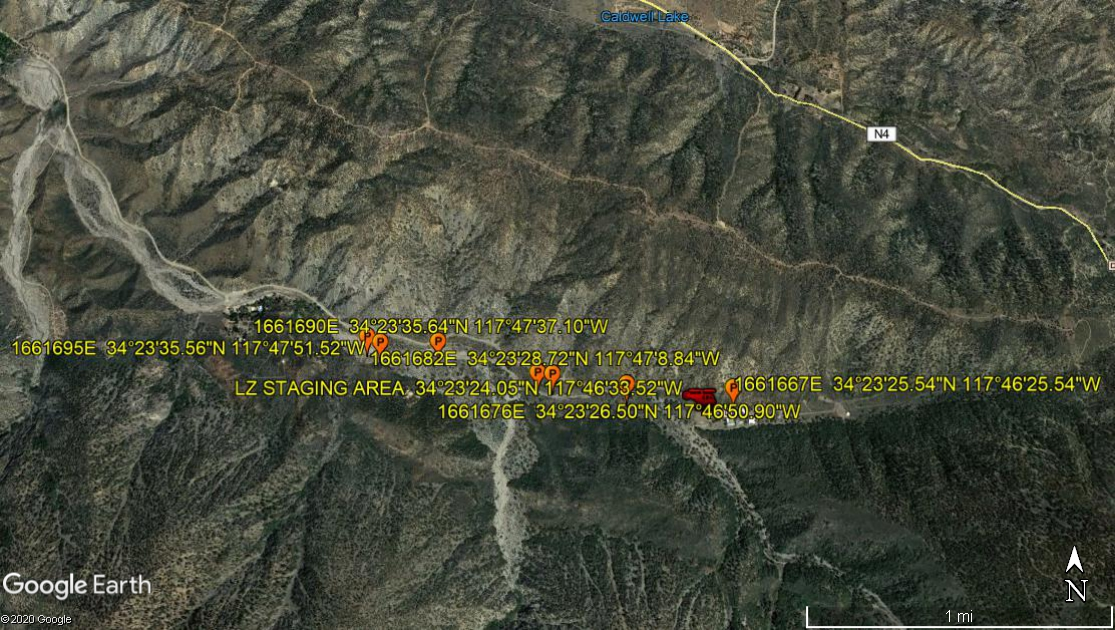 Caldwell Lake
N4
1661690E 34°23'35.64"N 117°47'37.10"W
1661695E 34°23'35.56"N 117°47'51.52"W
1661682E 34°23'28.72"N 117°47'8.84"W
LZ STAGING AREA 34°23'24.05"N 117°46'33.52"W
1661667E 34°23'25.54"N 117°46'25.54"W
1661676E 34°23'26.50"N 117°46'50.90"W
P
P
P
P
P
P
P
Google Earth
N
© 2020 Google
1 mi